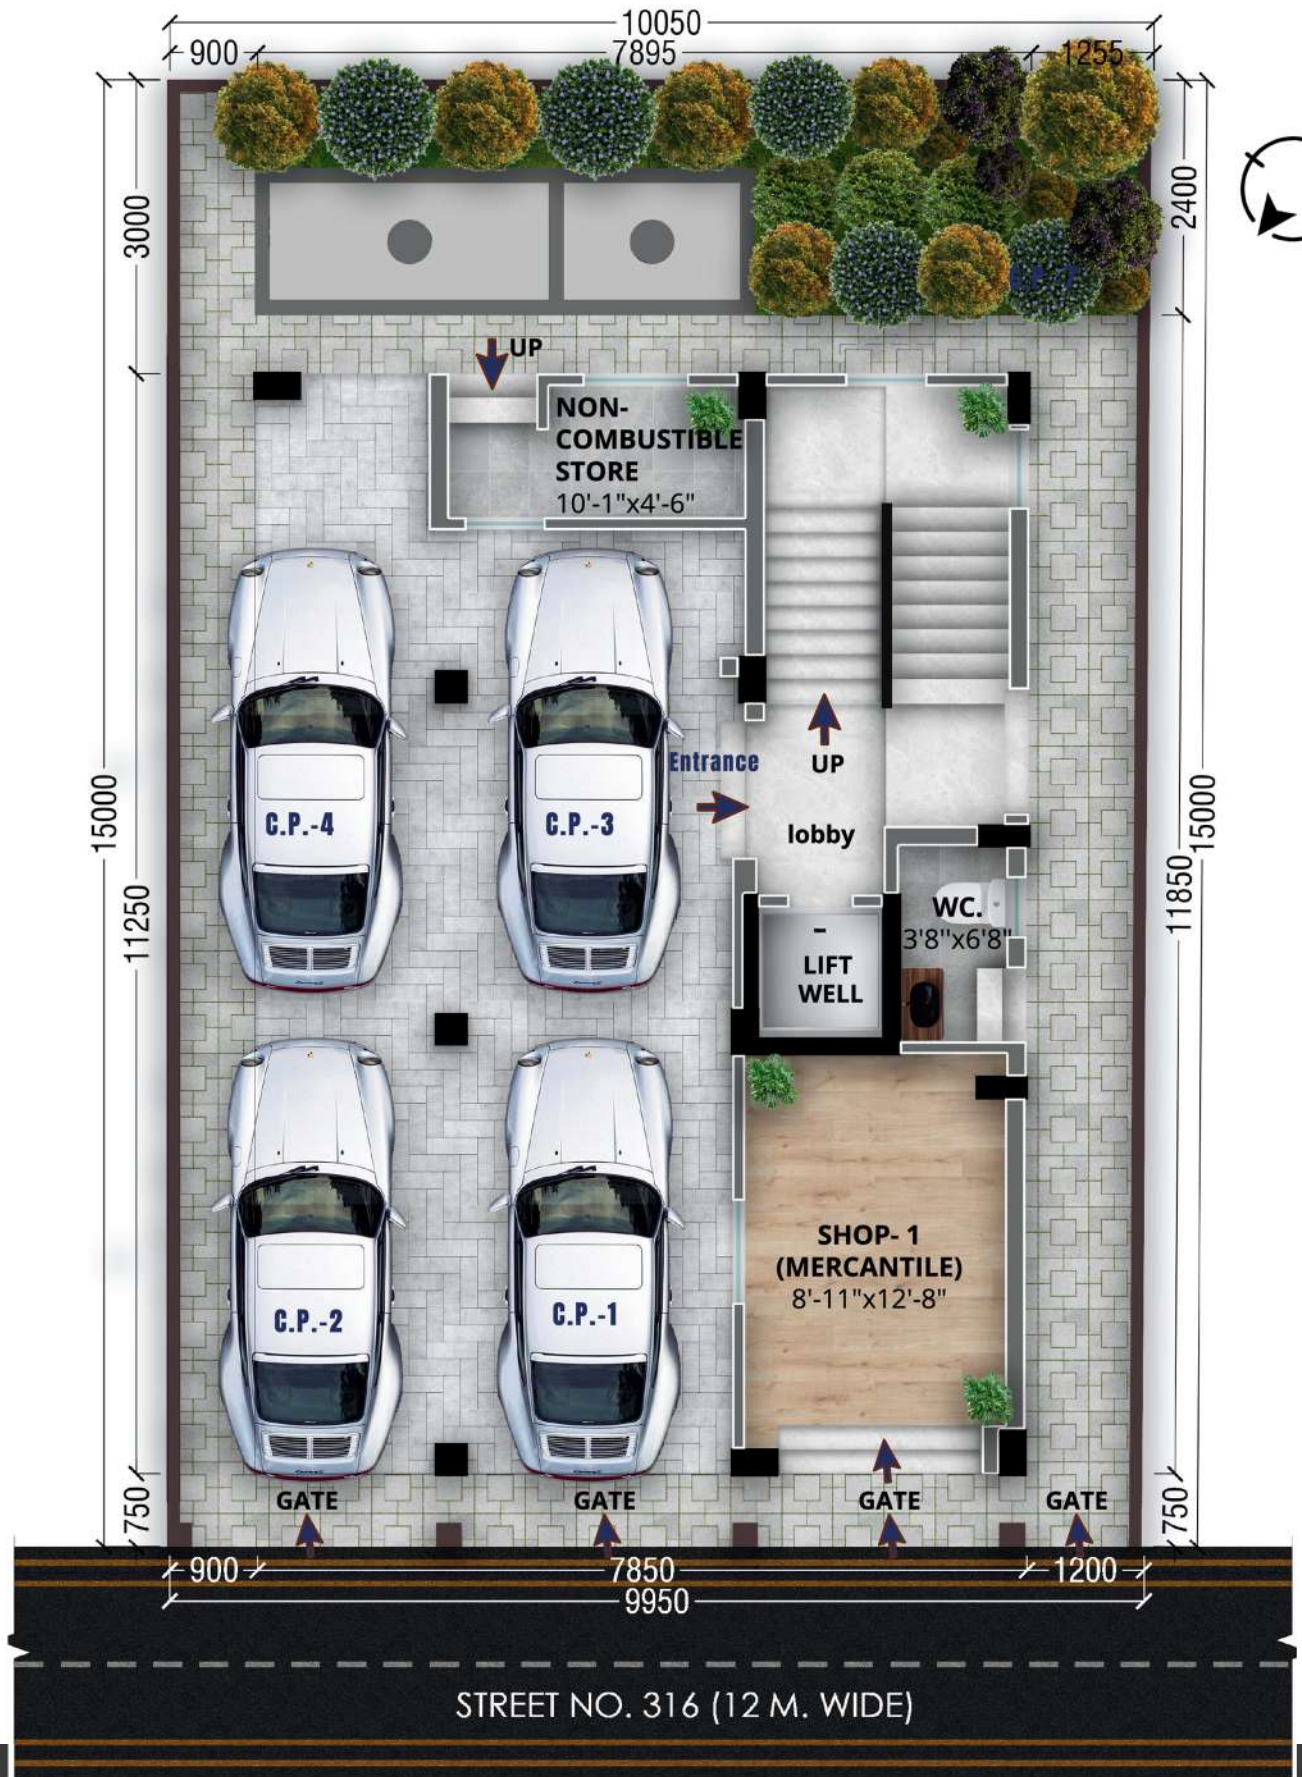 10050
900
7895
1255
3000
2400
UP
NON-
COMBUSTIBLE
STORE
10'-1"x4'-6"
15000
11250
Entrance
UP
lobby
C.P.-4
C.P.-3
WC.
3'8"x6'8"
LIFT
WELL
15000
11850
SHOP- 1
(MERCANTILE)
8'-11"x12'-8"
C.P.-2
C.P.-1
750
GATE
GATE
GATE
GATE
750
900
7850
1200
9950
STREET NO. 316 (12 M. WIDE)